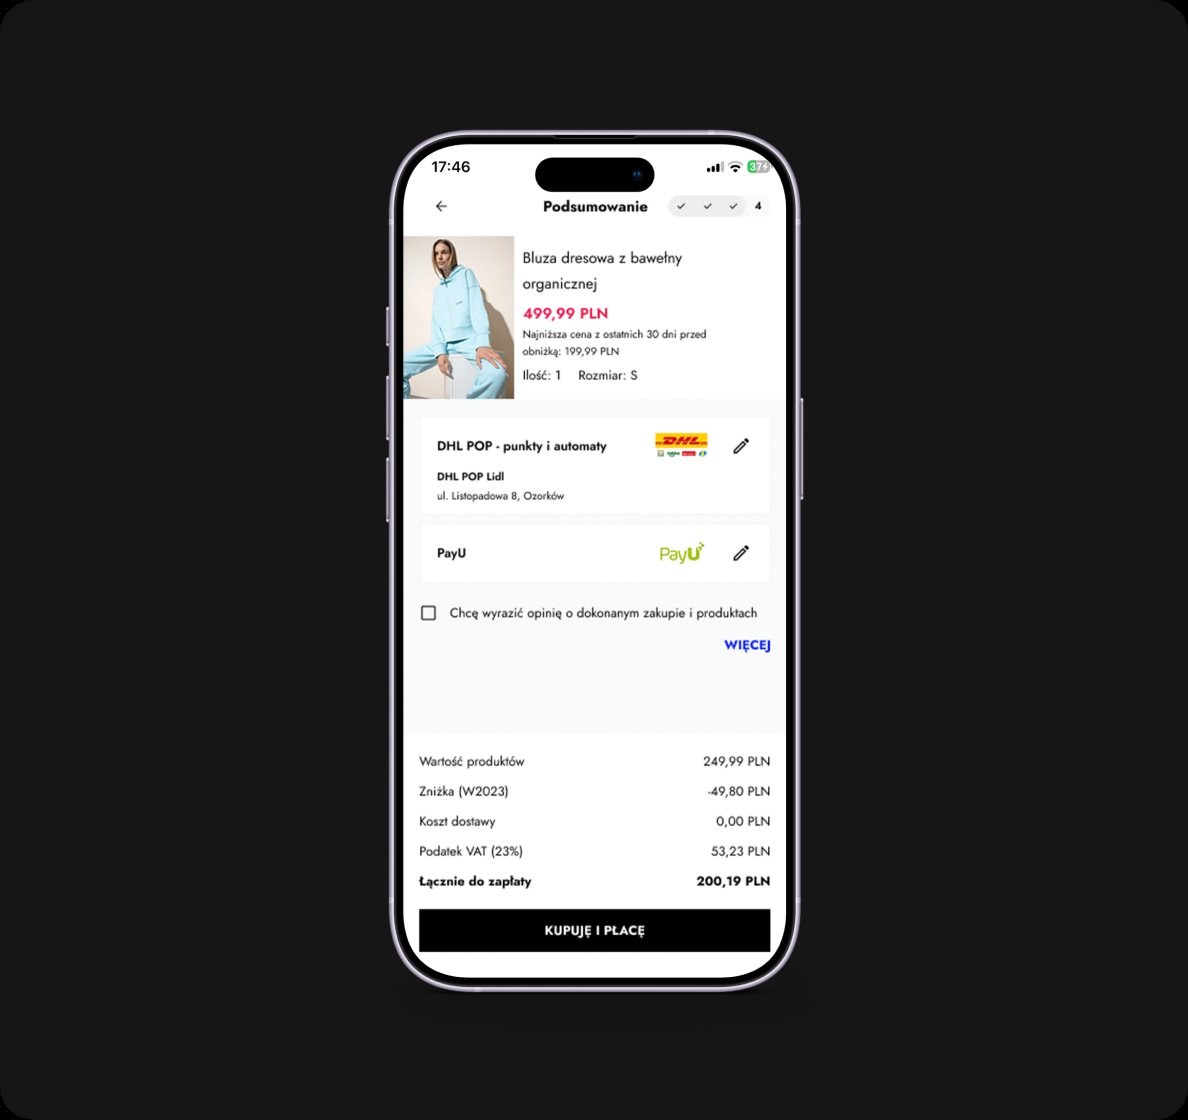 17:46
37
Podsumowanie
4
Bluza dresowa z bawełny
organicznej
499,99 PLN
Najniższa cena z ostatnich 30 dni przed
obniżką: 199,99 PLN
Ilość: 1 Rozmiar: S
DHL POP - punkty i automaty
DHL
DHL POP Lidl
ul. Listopadowa 8, Ozorków
PayU
PayU
Chcę wyrazić opinię o dokonanym zakupie i produktach
WIĘCEJ
Wartość produktów 249,99 PLN
Zniżka (W2023) -49,80 PLN
Koszt dostawy 0,00 PLN
Podatek VAT (23%) 53,23 PLN
Łącznie do zapłaty 200,19 PLN
KUPUJĘ I PŁACĘ